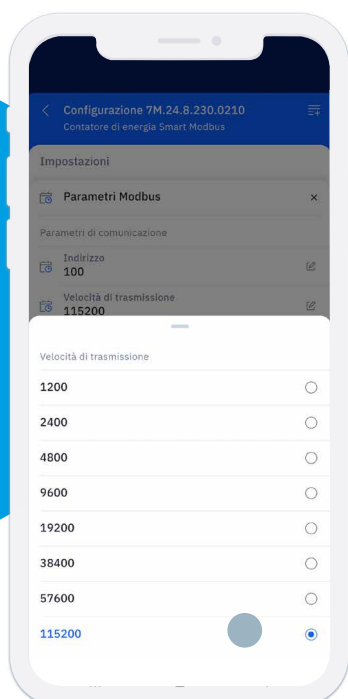 Configurazione 7M.24.8.230.0210
Contatore di energia Smart Modbus
Impostazioni
Parametri Modbus
Parametri di comunicazione
Indirizzo
100
Velocità di trasmissione
115200
Velocità di trasmissione
1200
2400
4800
9600
19200
38400
57600
115200